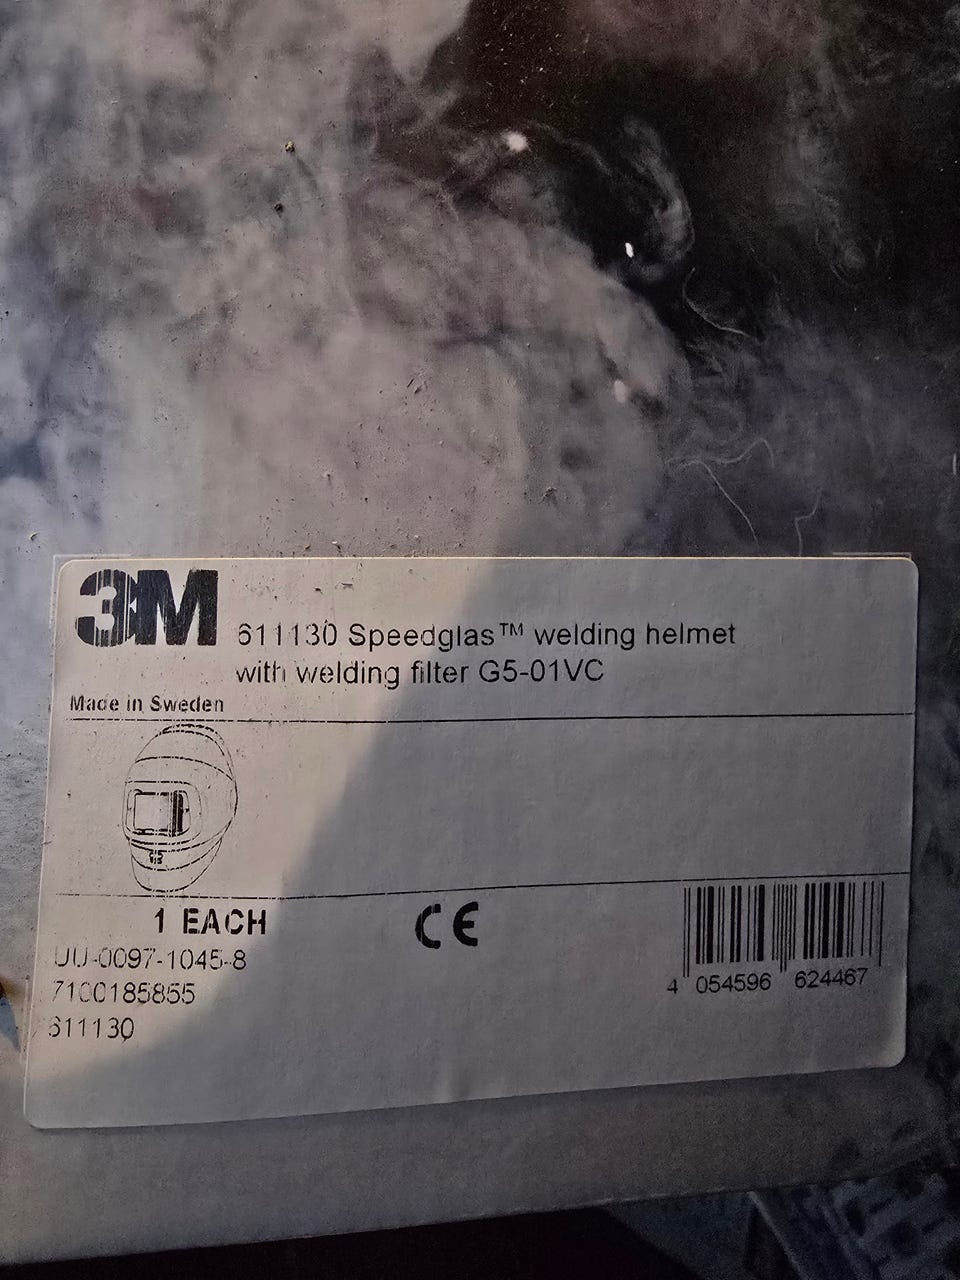 3M
611130 Speedglas™ welding helmet
with welding filter G5-01VC
Made in Sweden
1 EACH
CE
UU-0097-1045-8
7100185855
611130
4 054596 624467